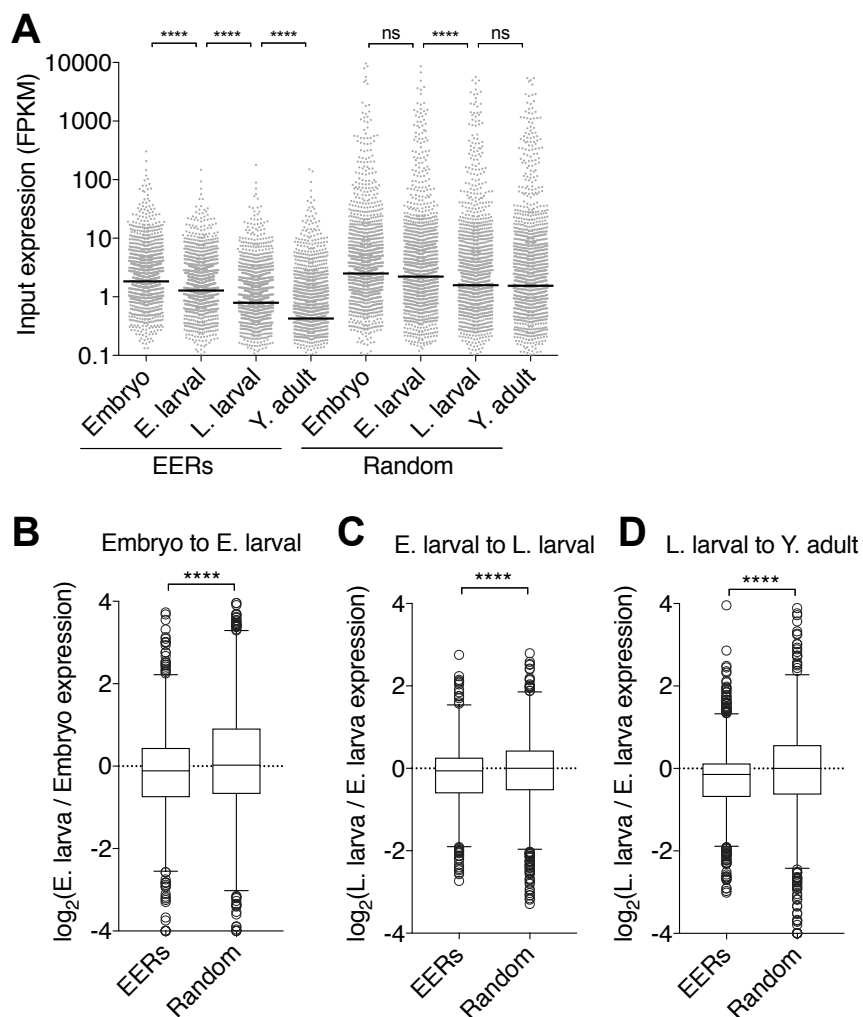 A
**** **** **** ns **** ns
Input expression (FPKM)
10000
1000
100
10
1
0.1
Embryo
E. larval
L. larval
Y. adult
Embryo
E. larval
L. larval
Y. adult
EERs
Random
B
Embryo to E. larval
****
log2(E. larva / Embryo expression)
4
2
0
-2
-4
EERs
Random
C
E. larval to L. larval
****
log2(L. larva / E. larva expression)
4
2
0
-2
-4
EERs
Random
D
L. larval to Y. adult
****
log2(L. larva / E. larva expression)
4
2
0
-2
-4
EERs
Random